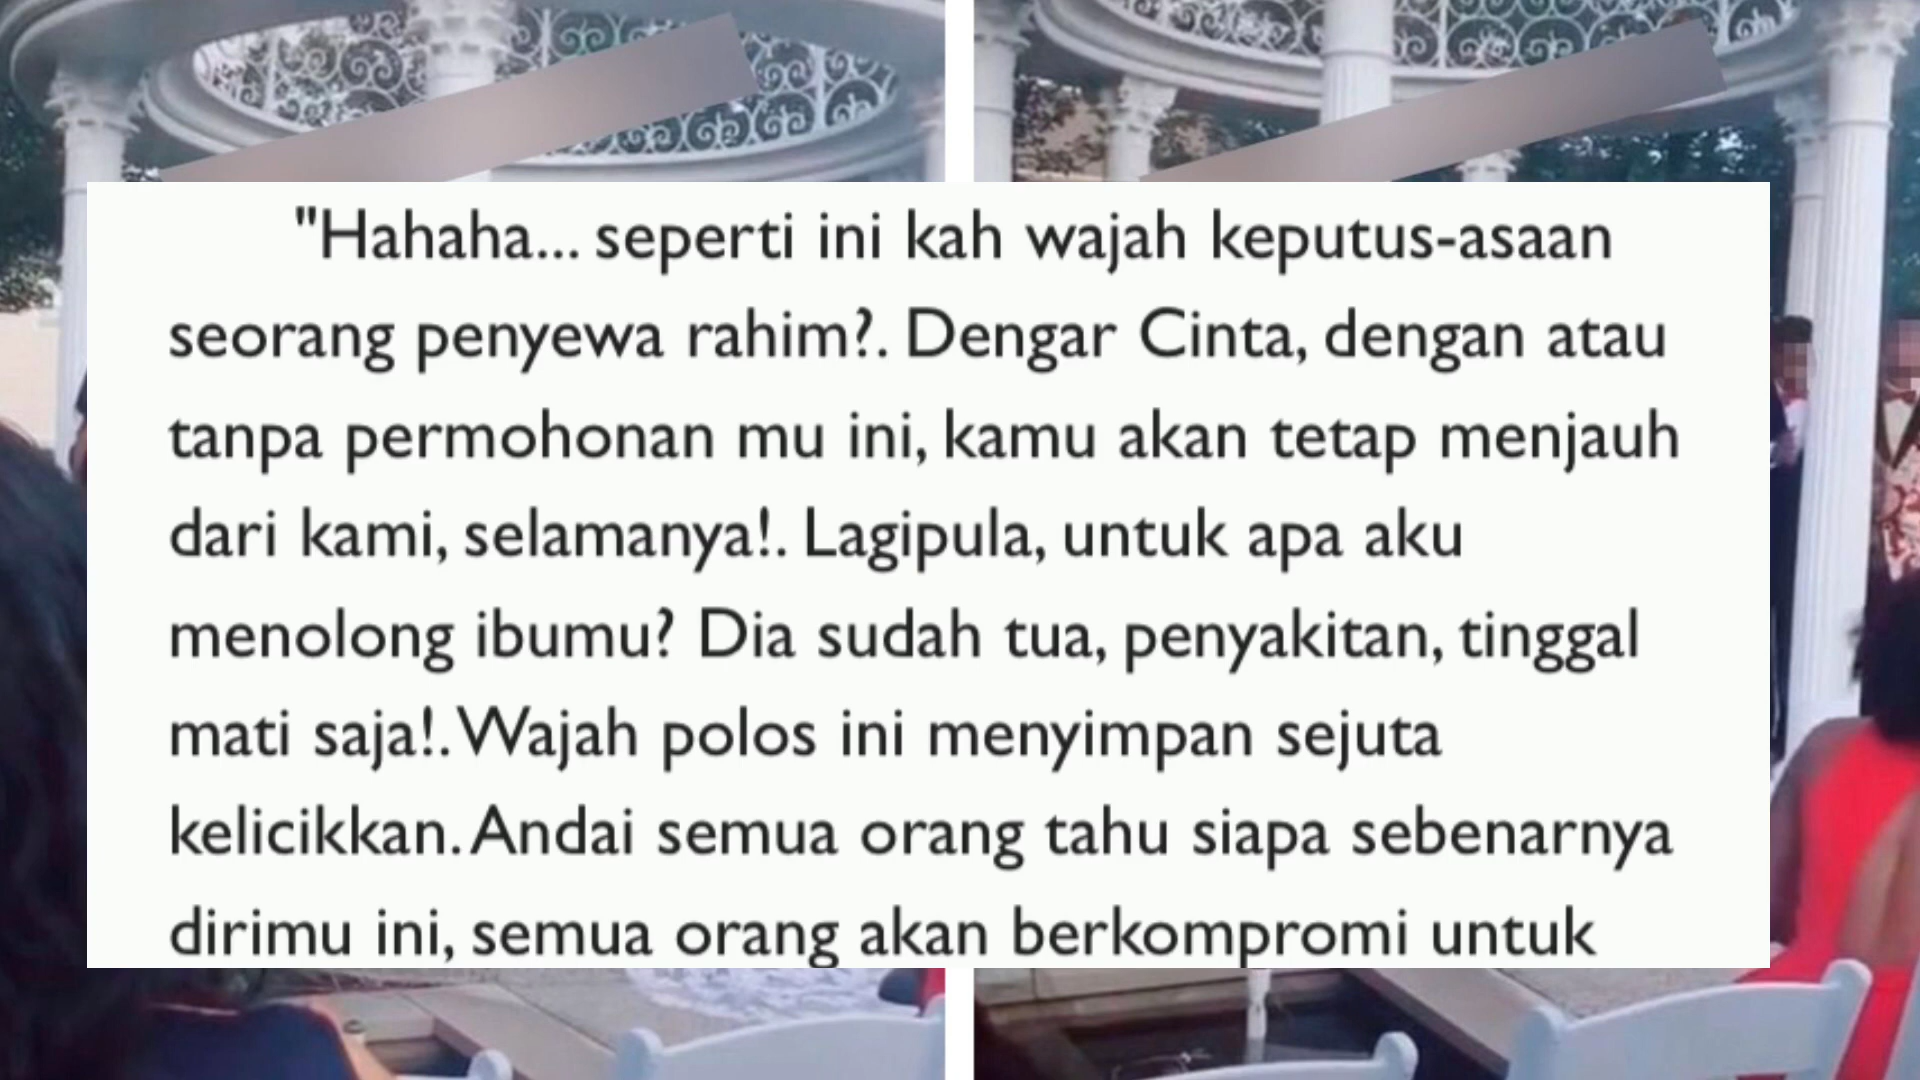 "Hahaha... seperti ini kah wajah keputus-asaan
seorang penyewa rahim?. Dengar Cinta, dengan atau
tanpa permohonan mu ini, kamu akan tetap menjauh
dari kami, selamanya!. Lagipula, untuk apa aku
menolong ibumu? Dia sudah tua, penyakitan, tinggal
mati saja!. Wajah polos ini menyimpan sejuta
kelicikkan. Andai semua orang tahu siapa sebenarnya
dirimu ini, semua orang akan berkompromi untuk